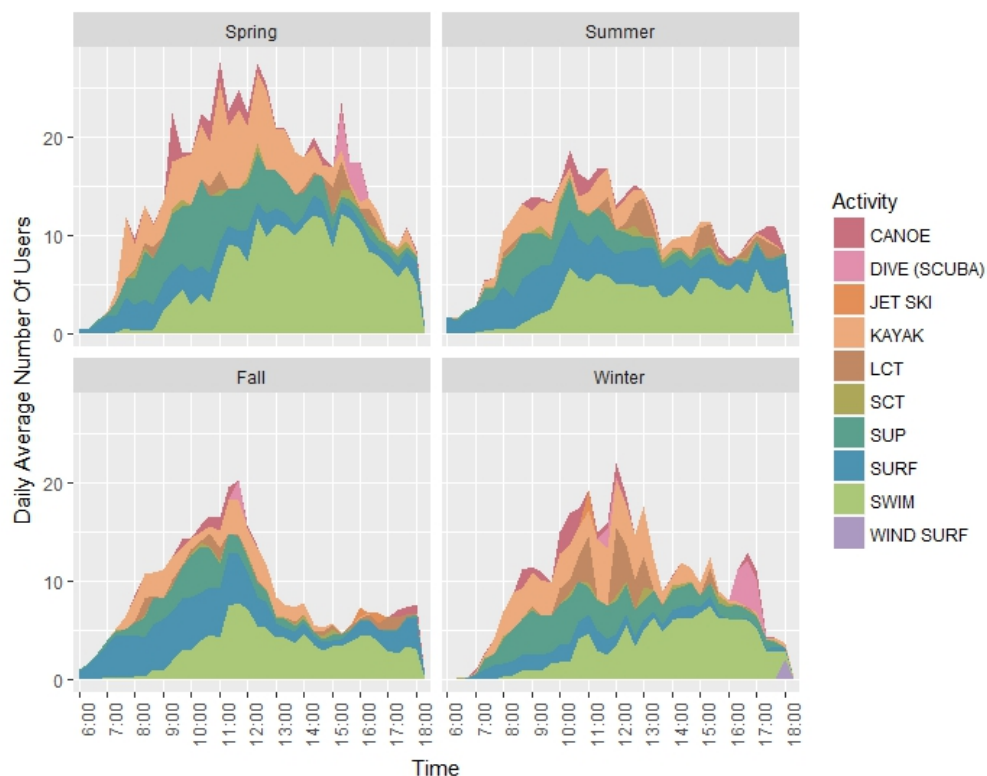 Spring
Summer
20
10
0
Fall
Winter
20
10
0
6:00
7:00
8:00
9:00
10:00
11:00
12:00
13:00
14:00
15:00
16:00
17:00
18:00
6:00
7:00
8:00
9:00
10:00
11:00
12:00
13:00
14:00
15:00
16:00
17:00
18:00
Time
Daily Average Number Of Users
Activity
CANOE
DIVE (SCUBA)
JET SKI
KAYAK
LCT
SCT
SUP
SURF
SWIM
WIND SURF